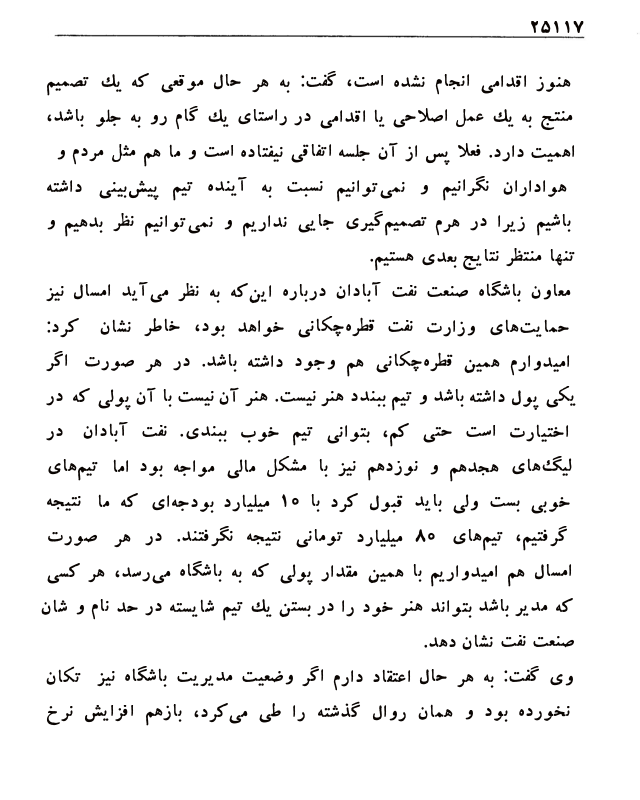 ۲۵۱۱۷
هنوز اقدامی انجام نشده است، گفت: به هر حال موقعی که یك تصمیم
منتج به یك عمل اصلاحی یا اقدامی در راستای یك گام رو به جلو باشد،
اهمیت دارد. فعلا پس از آن جلسه اتفاقی نیفتاده است و ما هم مثل مردم و
هواداران نگرانیم و نمی‌توانیم نسبت به آینده تیم پیش‌بینی داشته
باشیم زیرا در هرم تصمیم‌گیری جایی نداریم و نمی‌توانیم نظر بدهیم و
تنها منتظر نتایج بعدی هستیم.
معاون باشگاه صنعت نفت آبادان درباره این‌که به نظر می‌آید امسال نیز
حمایت‌های وزارت نفت قطره‌چکانی خواهد بود، خاطر نشان کرد:
امیدوارم همین قطره‌چکانی هم وجود داشته باشد. در هر صورت اگر
یکی پول داشته باشد و تیم ببندد هنر نیست. هنر آن نیست با آن پولی که در
اختیارت است حتی کم، بتوانی تیم خوب ببندی. نفت آبادان در
لیگ‌های هجدهم و نوزدهم نیز با مشکل مالی مواجه بود اما تیم‌های
خوبی بست ولی باید قبول کرد با ۱۵ میلیارد بودجه‌ای که ما نتیجه
گرفتیم، تیم‌های ۸۰ میلیارد تومانی نتیجه نگرفتند. در هر صورت
امسال هم امیدواریم با همین مقدار پولی که به باشگاه می‌رسد، هر کسی
که مدیر باشد بتواند هنر خود را در بستن یك تیم شایسته در حد نام و شان
صنعت نفت نشان دهد.
وی گفت: به هر حال اعتقاد دارم اگر وضعیت مدیریت باشگاه نیز تکان
نخورده بود و همان روال گذشته را طی می‌کرد، بازهم افزایش نرخ